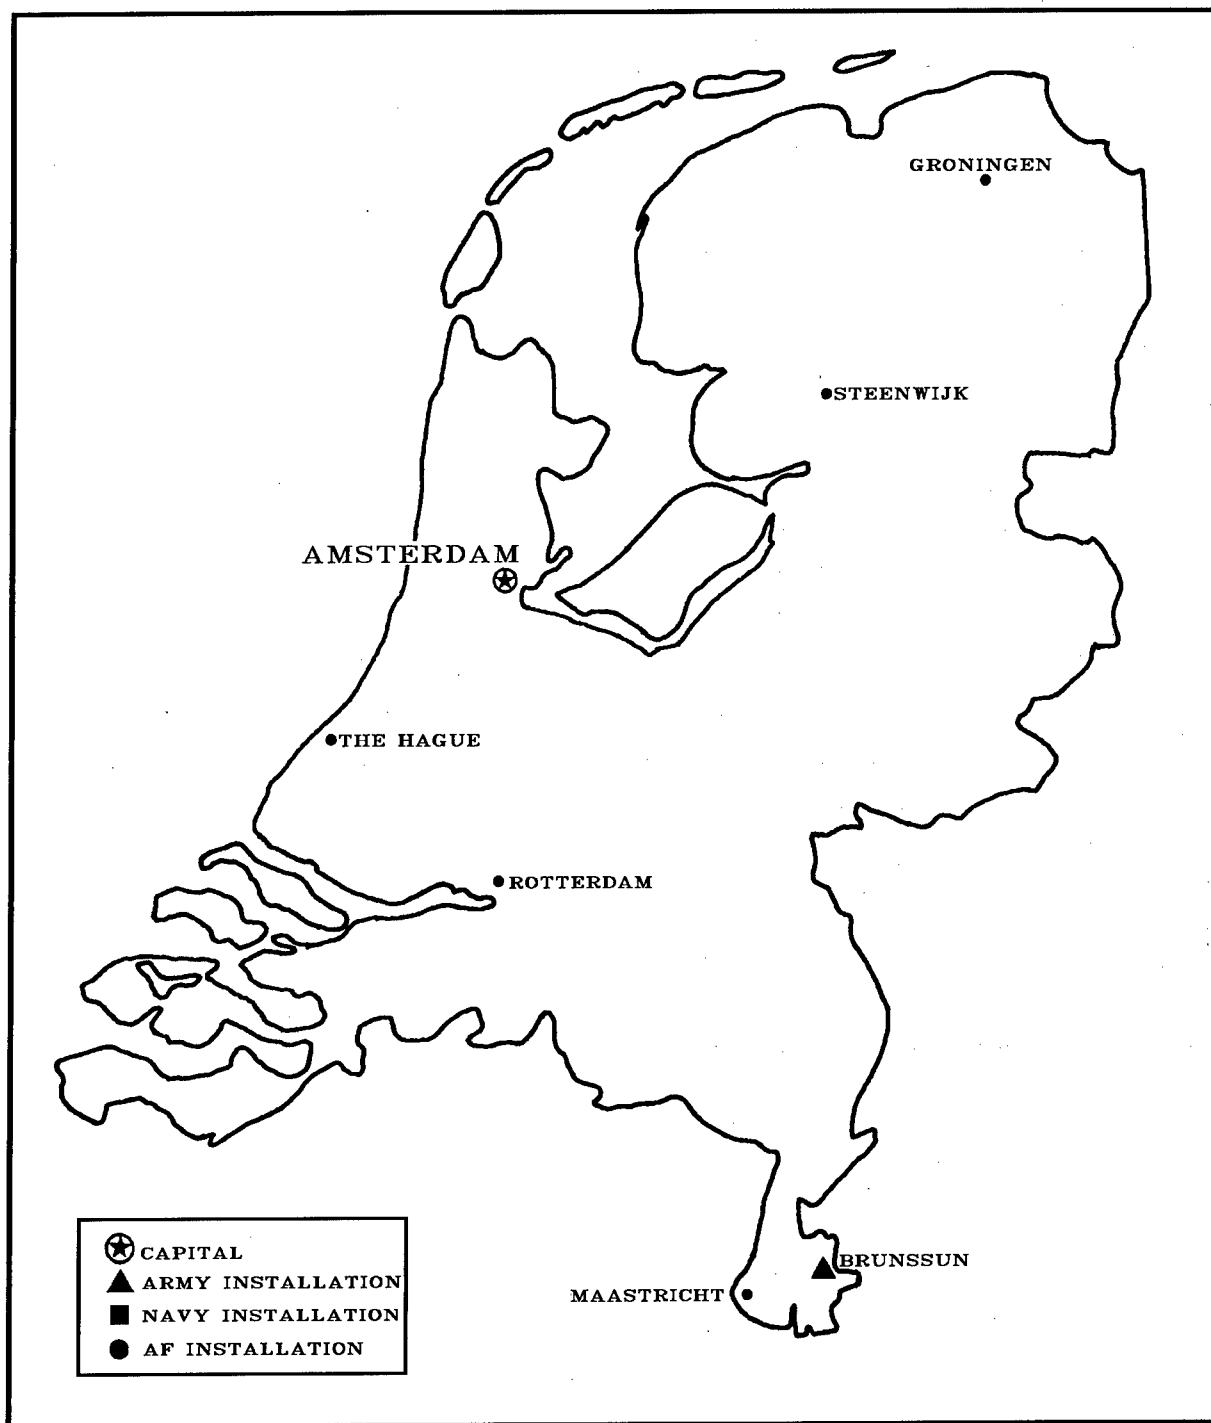 GRONINGEN
STEENWIJK
AMSTERDAM
THE HAGUE
ROTTERDAM
BRUNSSUN
MAASTRICHT
CAPITAL
ARMY INSTALLATION
NAVY INSTALLATION
AF INSTALLATION